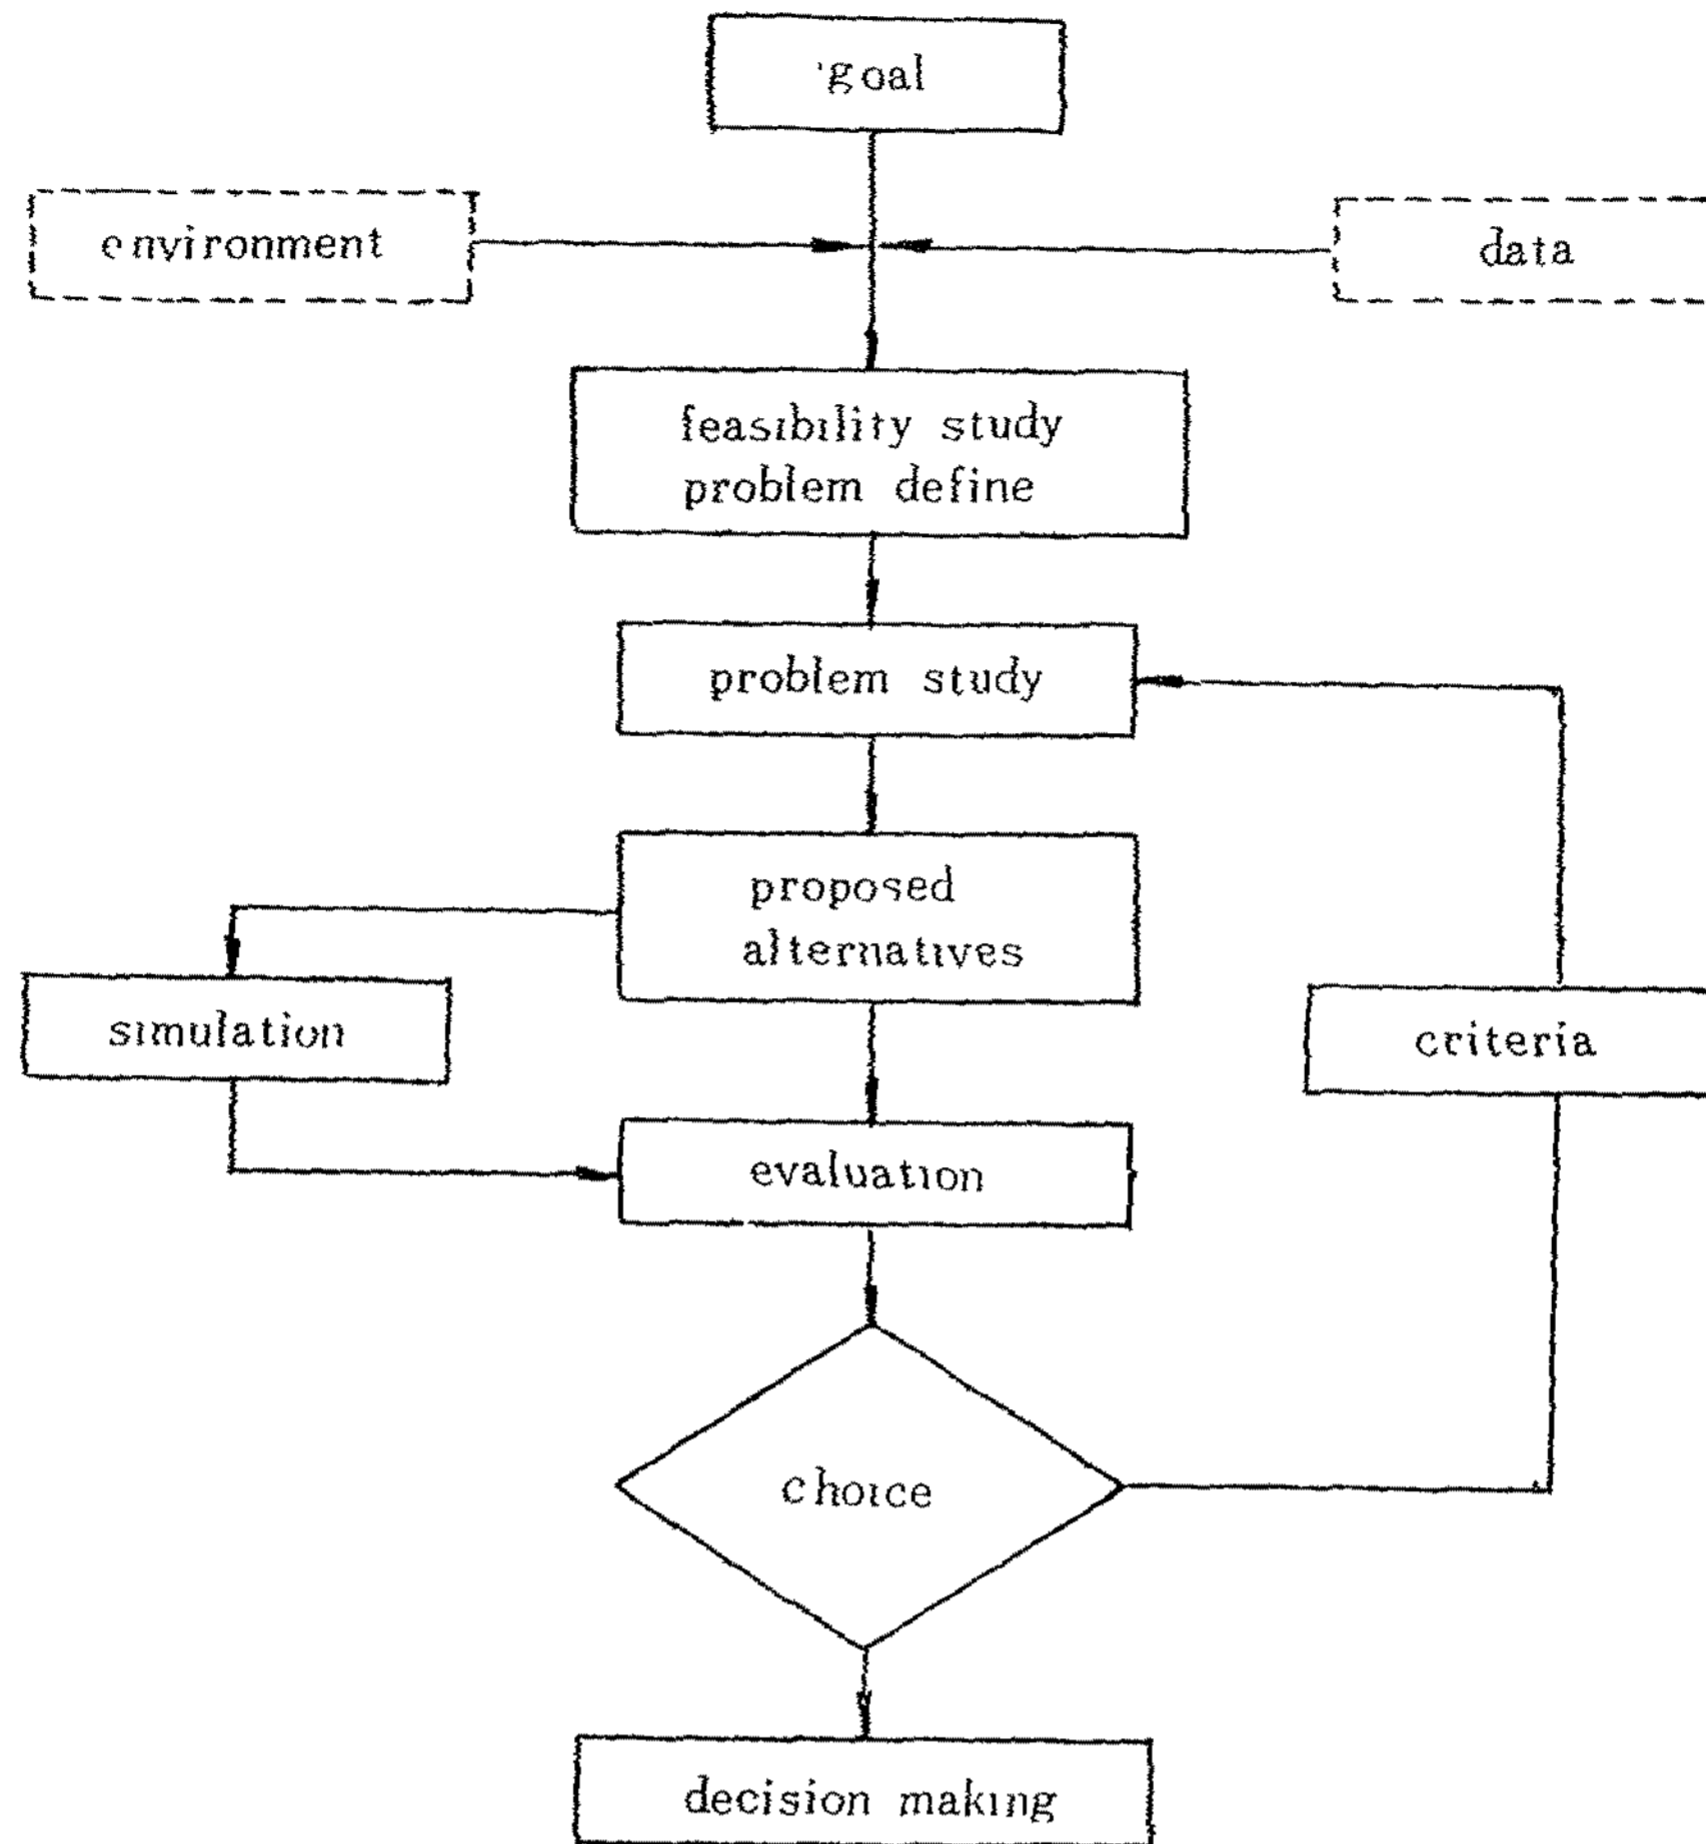 goal
environment
data
feasibility study
problem define
problem study
proposed
alternatives
simulation
criteria
evaluation
choice
decision making